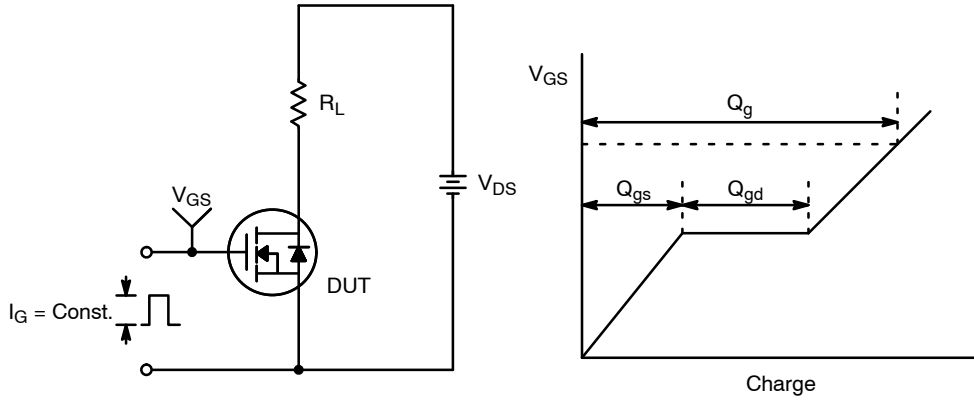 R_L
V_GS
V_DS
DUT
I_G = Const.
V_GS
Q_g
Q_gs
Q_gd
Charge